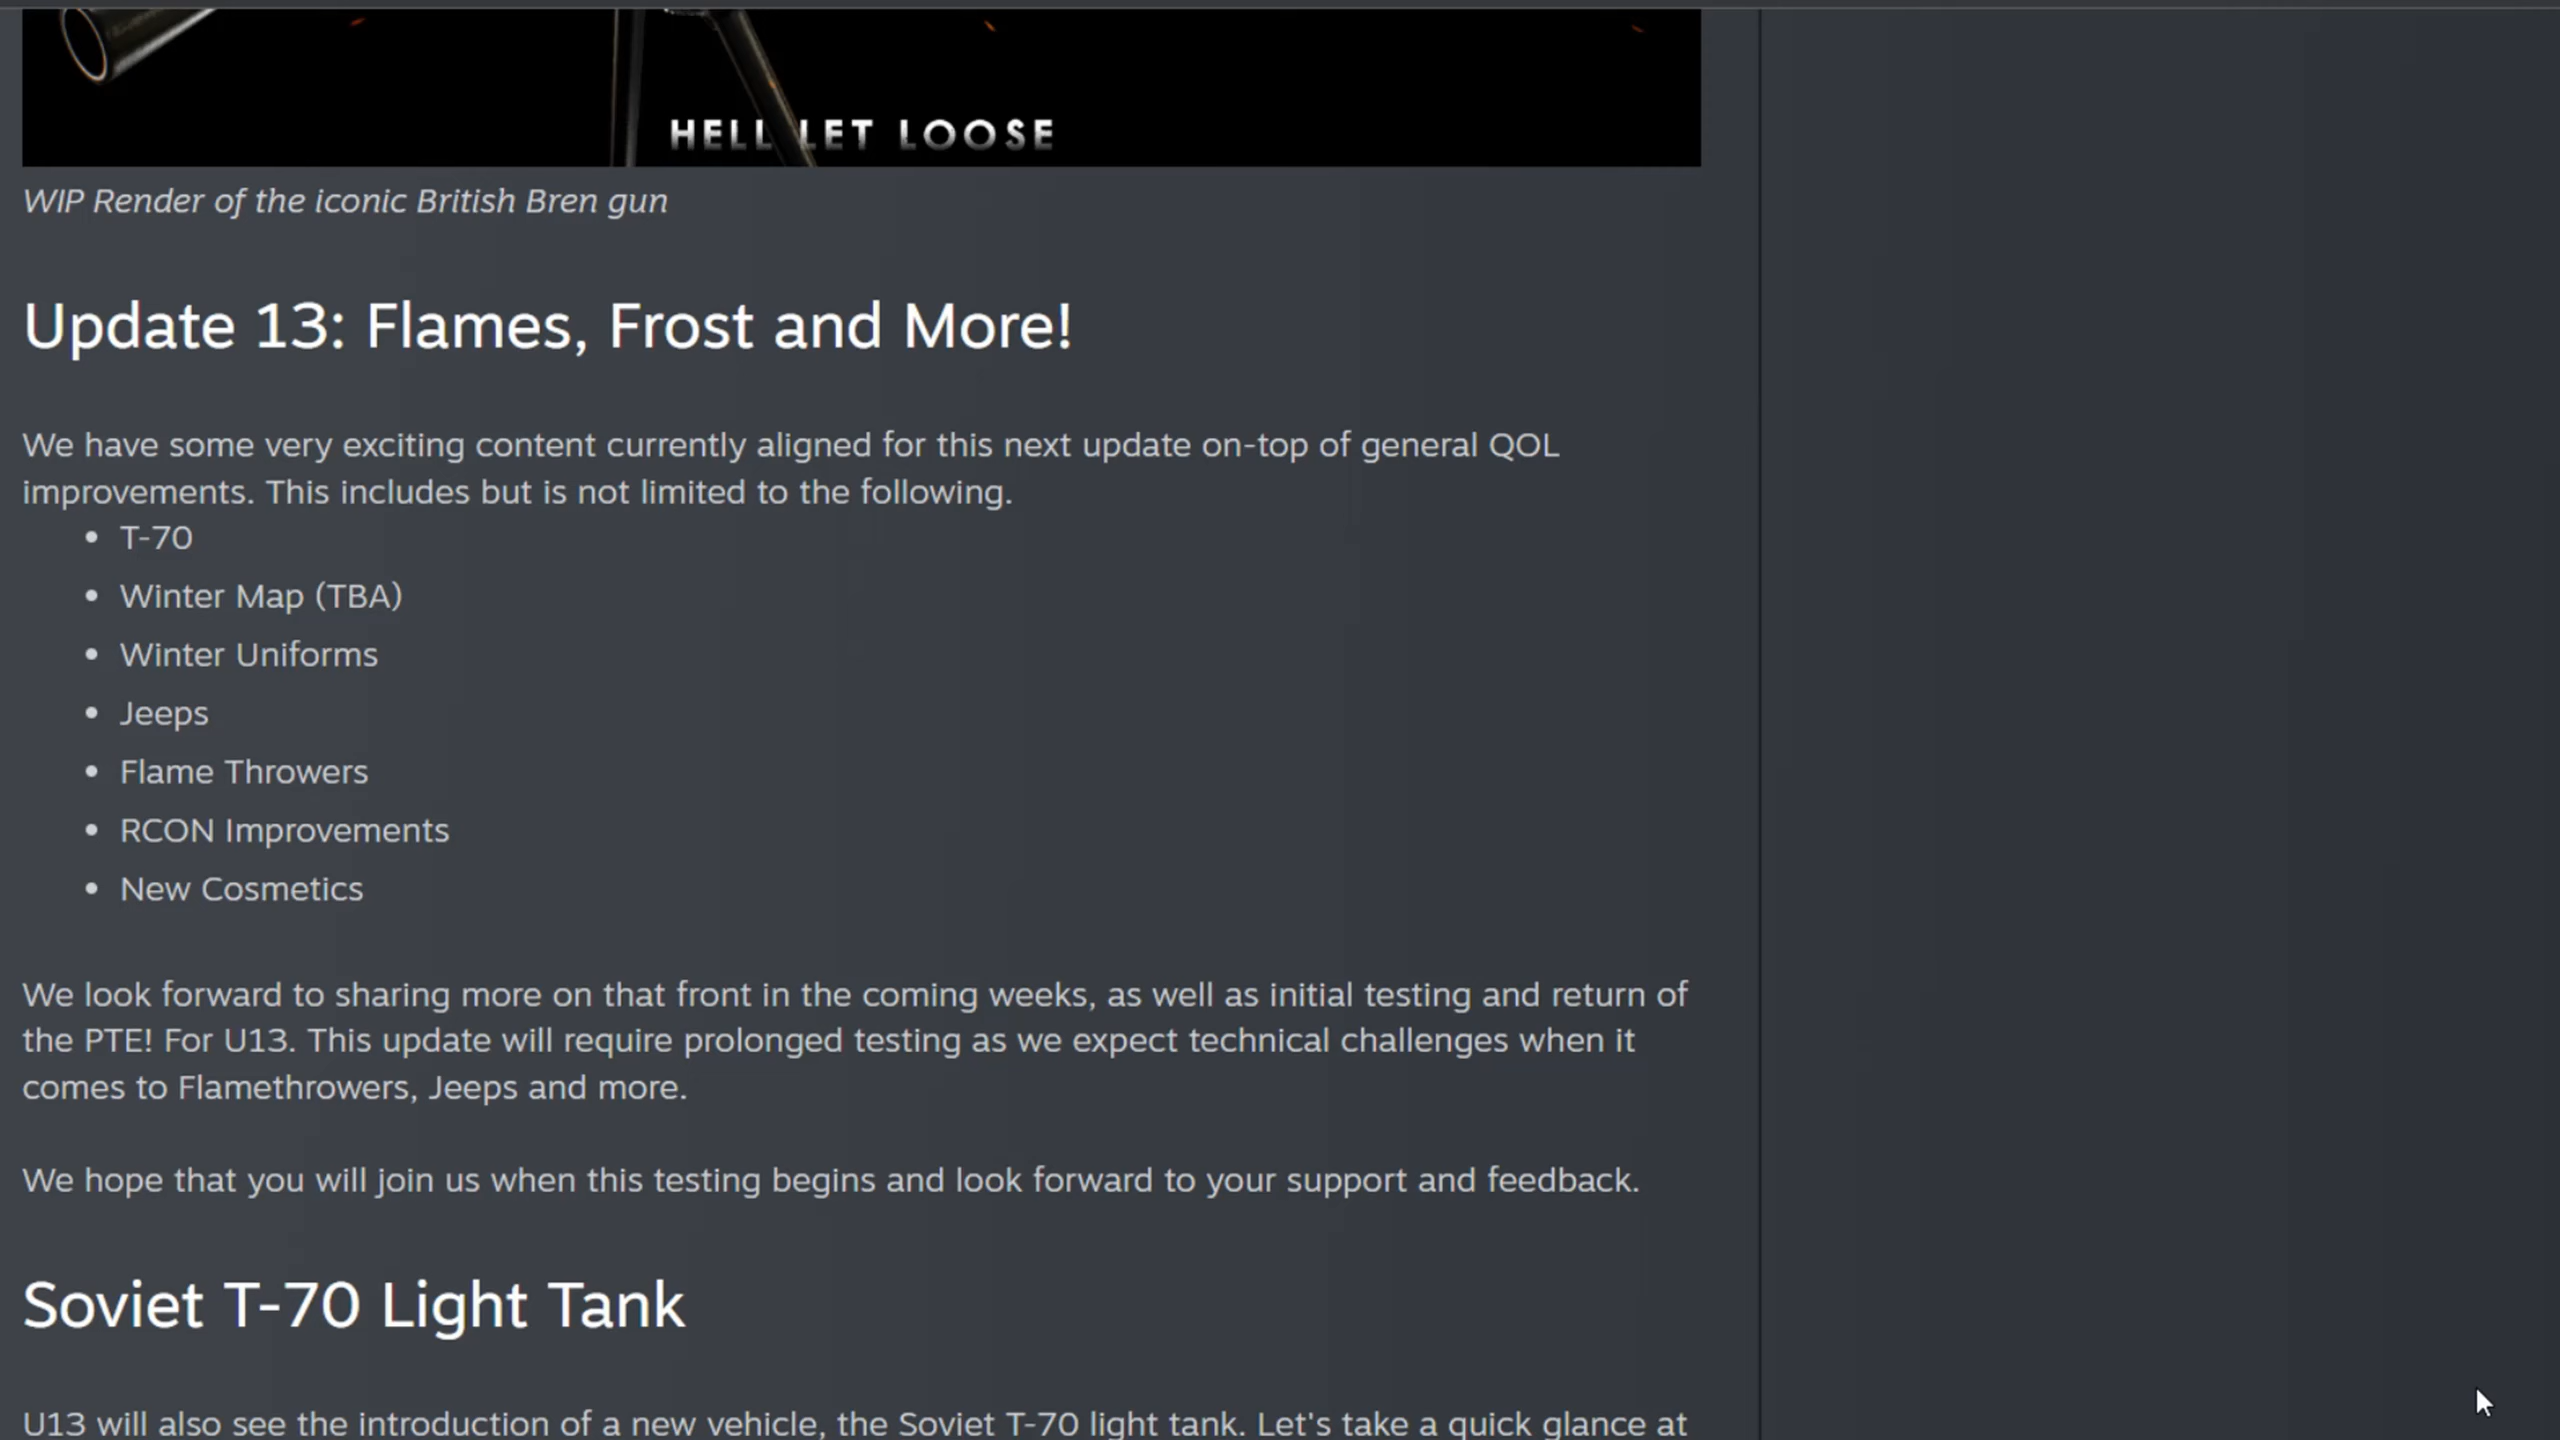 HELL LET LOOSE
WIP Render of the iconic British Bren gun
Update 13: Flames, Frost and More!
We have some very exciting content currently aligned for this next update on-top of general QOL
improvements. This includes but is not limited to the following.
• T-70
• Winter Map (TBA)
• Winter Uniforms
• Jeeps
• Flame Throwers
• RCON Improvements
• New Cosmetics
We look forward to sharing more on that front in the coming weeks, as well as initial testing and return of
the PTE! For U13. This update will require prolonged testing as we expect technical challenges when it
comes to Flamethrowers, Jeeps and more.
We hope that you will join us when this testing begins and look forward to your support and feedback.
Soviet T-70 Light Tank
U13 will also see the introduction of a new vehicle, the Soviet T-70 light tank. Let's take a quick glance at